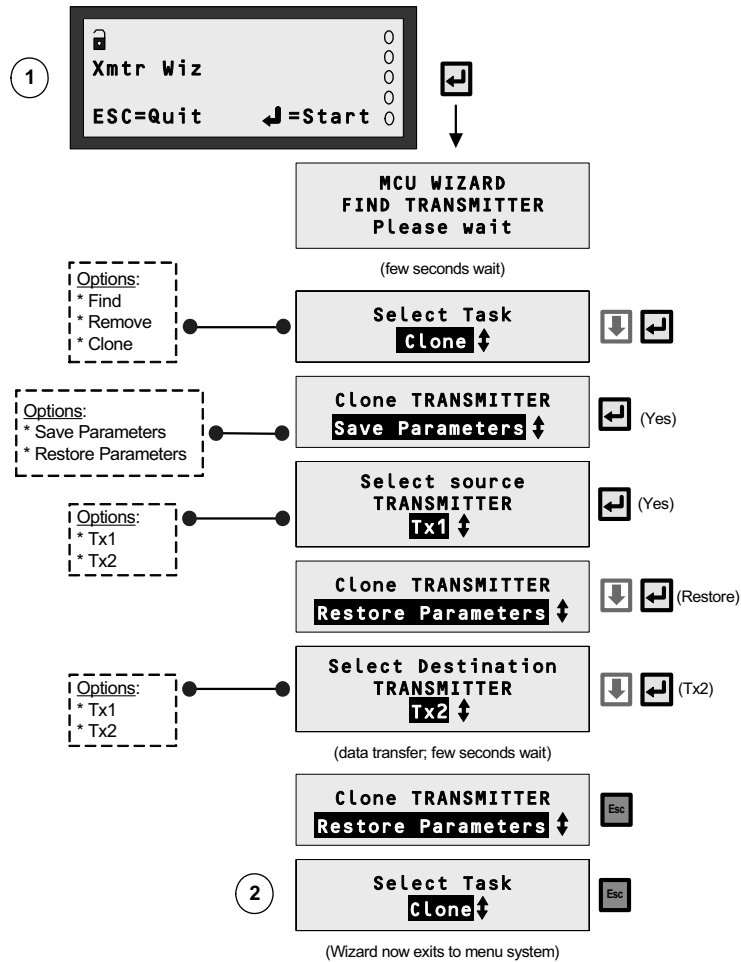 1
Xmtr Wiz
ESC=Quit =Start
MCU WIZARD
FIND TRANSMITTER
Please wait
(few seconds wait)
Options:
* Find
* Remove
* Clone
Select Task
Clone
Options:
* Save Parameters
* Restore Parameters
Clone TRANSMITTER
Save Parameters
(Yes)
Options:
* Tx1
* Tx2
Select source
TRANSMITTER
Tx1
(Yes)
Clone TRANSMITTER
Restore Parameters
(Restore)
Options:
* Tx1
* Tx2
Select Destination
TRANSMITTER
Tx2
(Tx2)
(data transfer; few seconds wait)
Clone TRANSMITTER
Restore Parameters
Esc
2
Select Task
Clone
Esc
(Wizard now exits to menu system)